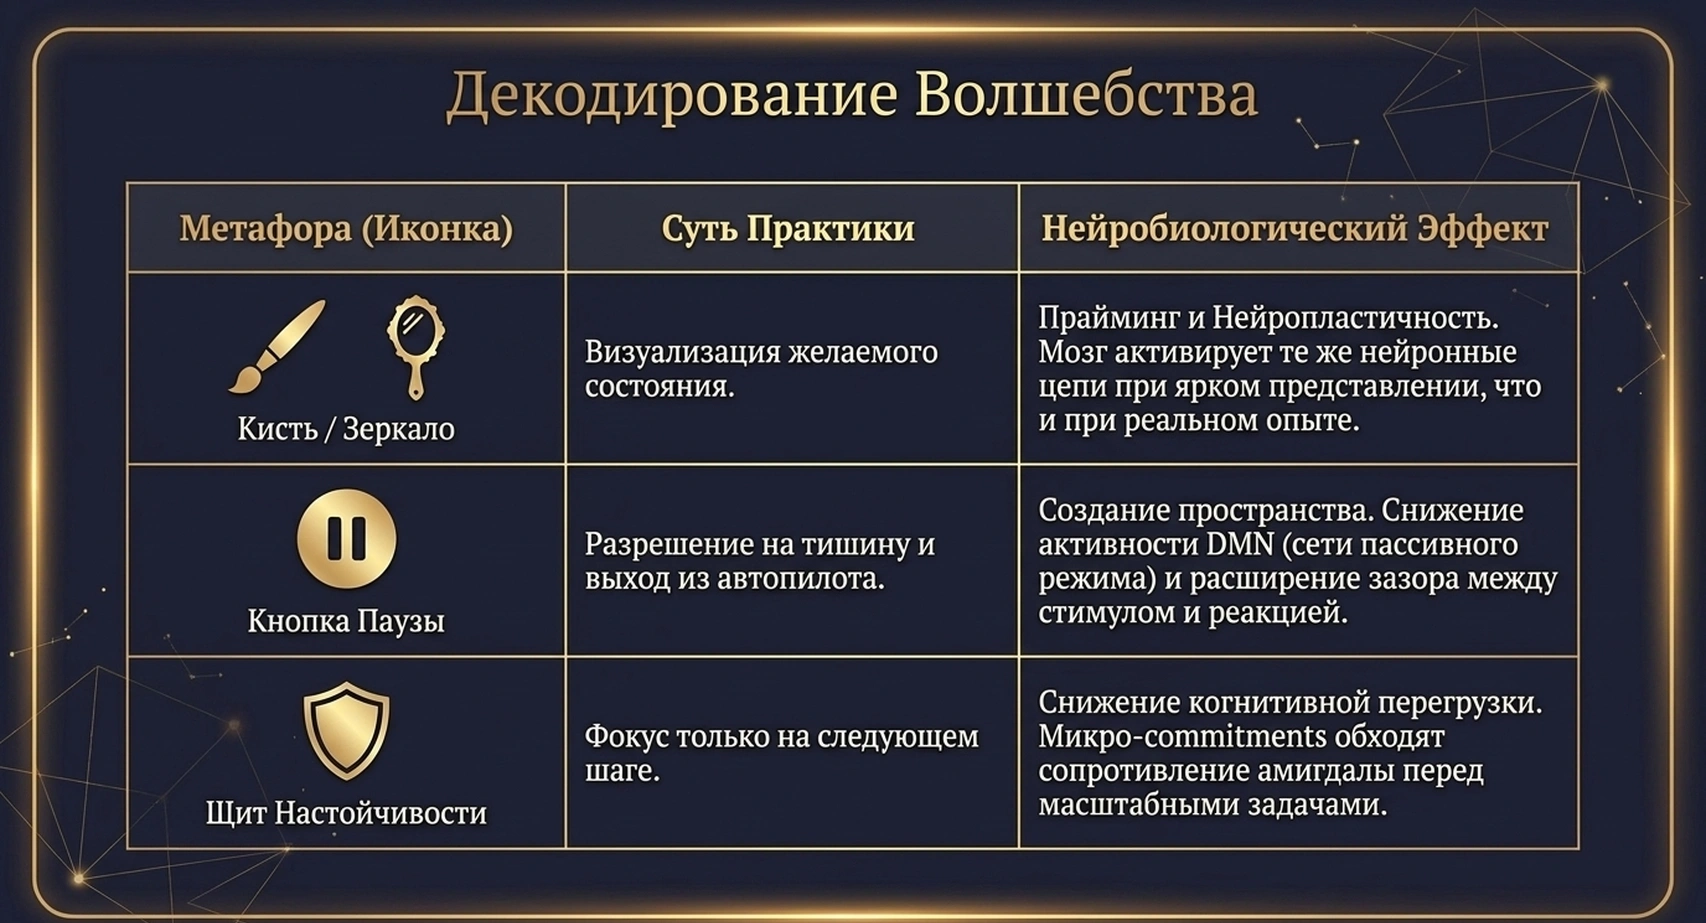 Декодирование Волшебства
Метафора (Иконка)
Суть Практики
Нейробиологический Эффект
Кисть / Зеркало
Визуализация желаемого
состояния.
Прайминг и Нейропластичность.
Мозг активирует те же нейронные
цепи при ярком представлении, что
и при реальном опыте.
Кнопка Паузы
Разрешение на тишину и
выход из автопилота.
Создание пространства. Снижение
активности DMN (сети пассивного
режима) и расширение зазора между
стимулом и реакцией.
Щит Настойчивости
Фокус только на следующем
шаге.
Снижение когнитивной перегрузки.
Микро-commitments обходят
сопротивление амигдалы перед
масштабными задачами.